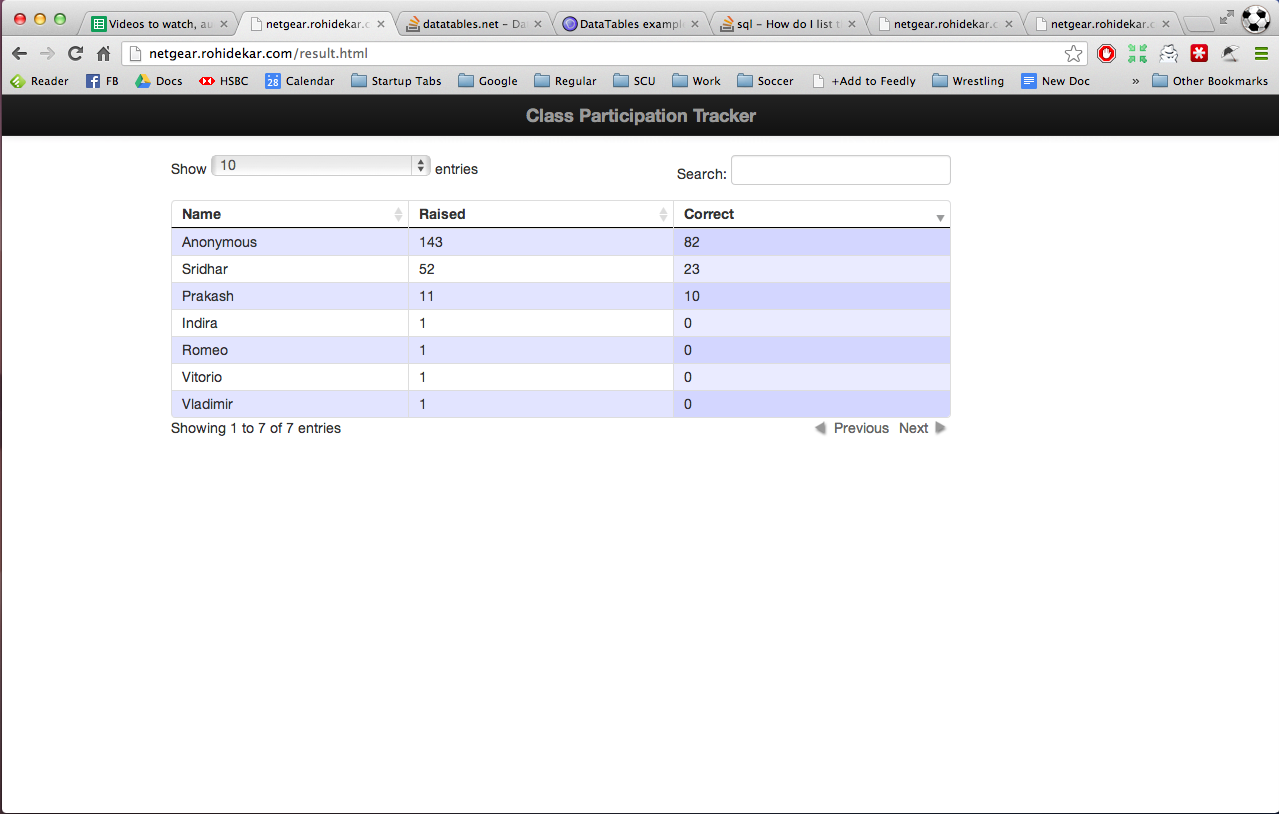 Videos to watch, au netgear.rohidekar.c datatables.net – Da DataTables example sql – How do I list t netgear.rohidekar.c netgear.rohidekar.c
netgear.rohidekar.com/result.html
Reader FB Docs HSBC 28 Calendar Startup Tabs Google Regular SCU Work Soccer +Add to Feedly Wrestling New Doc » Other Bookmarks
Class Participation Tracker
Show 10 entries Search:
Name Raised Correct
Anonymous 143 82
Sridhar 52 23
Prakash 11 10
Indira 1 0
Romeo 1 0
Vitorio 1 0
Vladimir 1 0
Showing 1 to 7 of 7 entries Previous Next